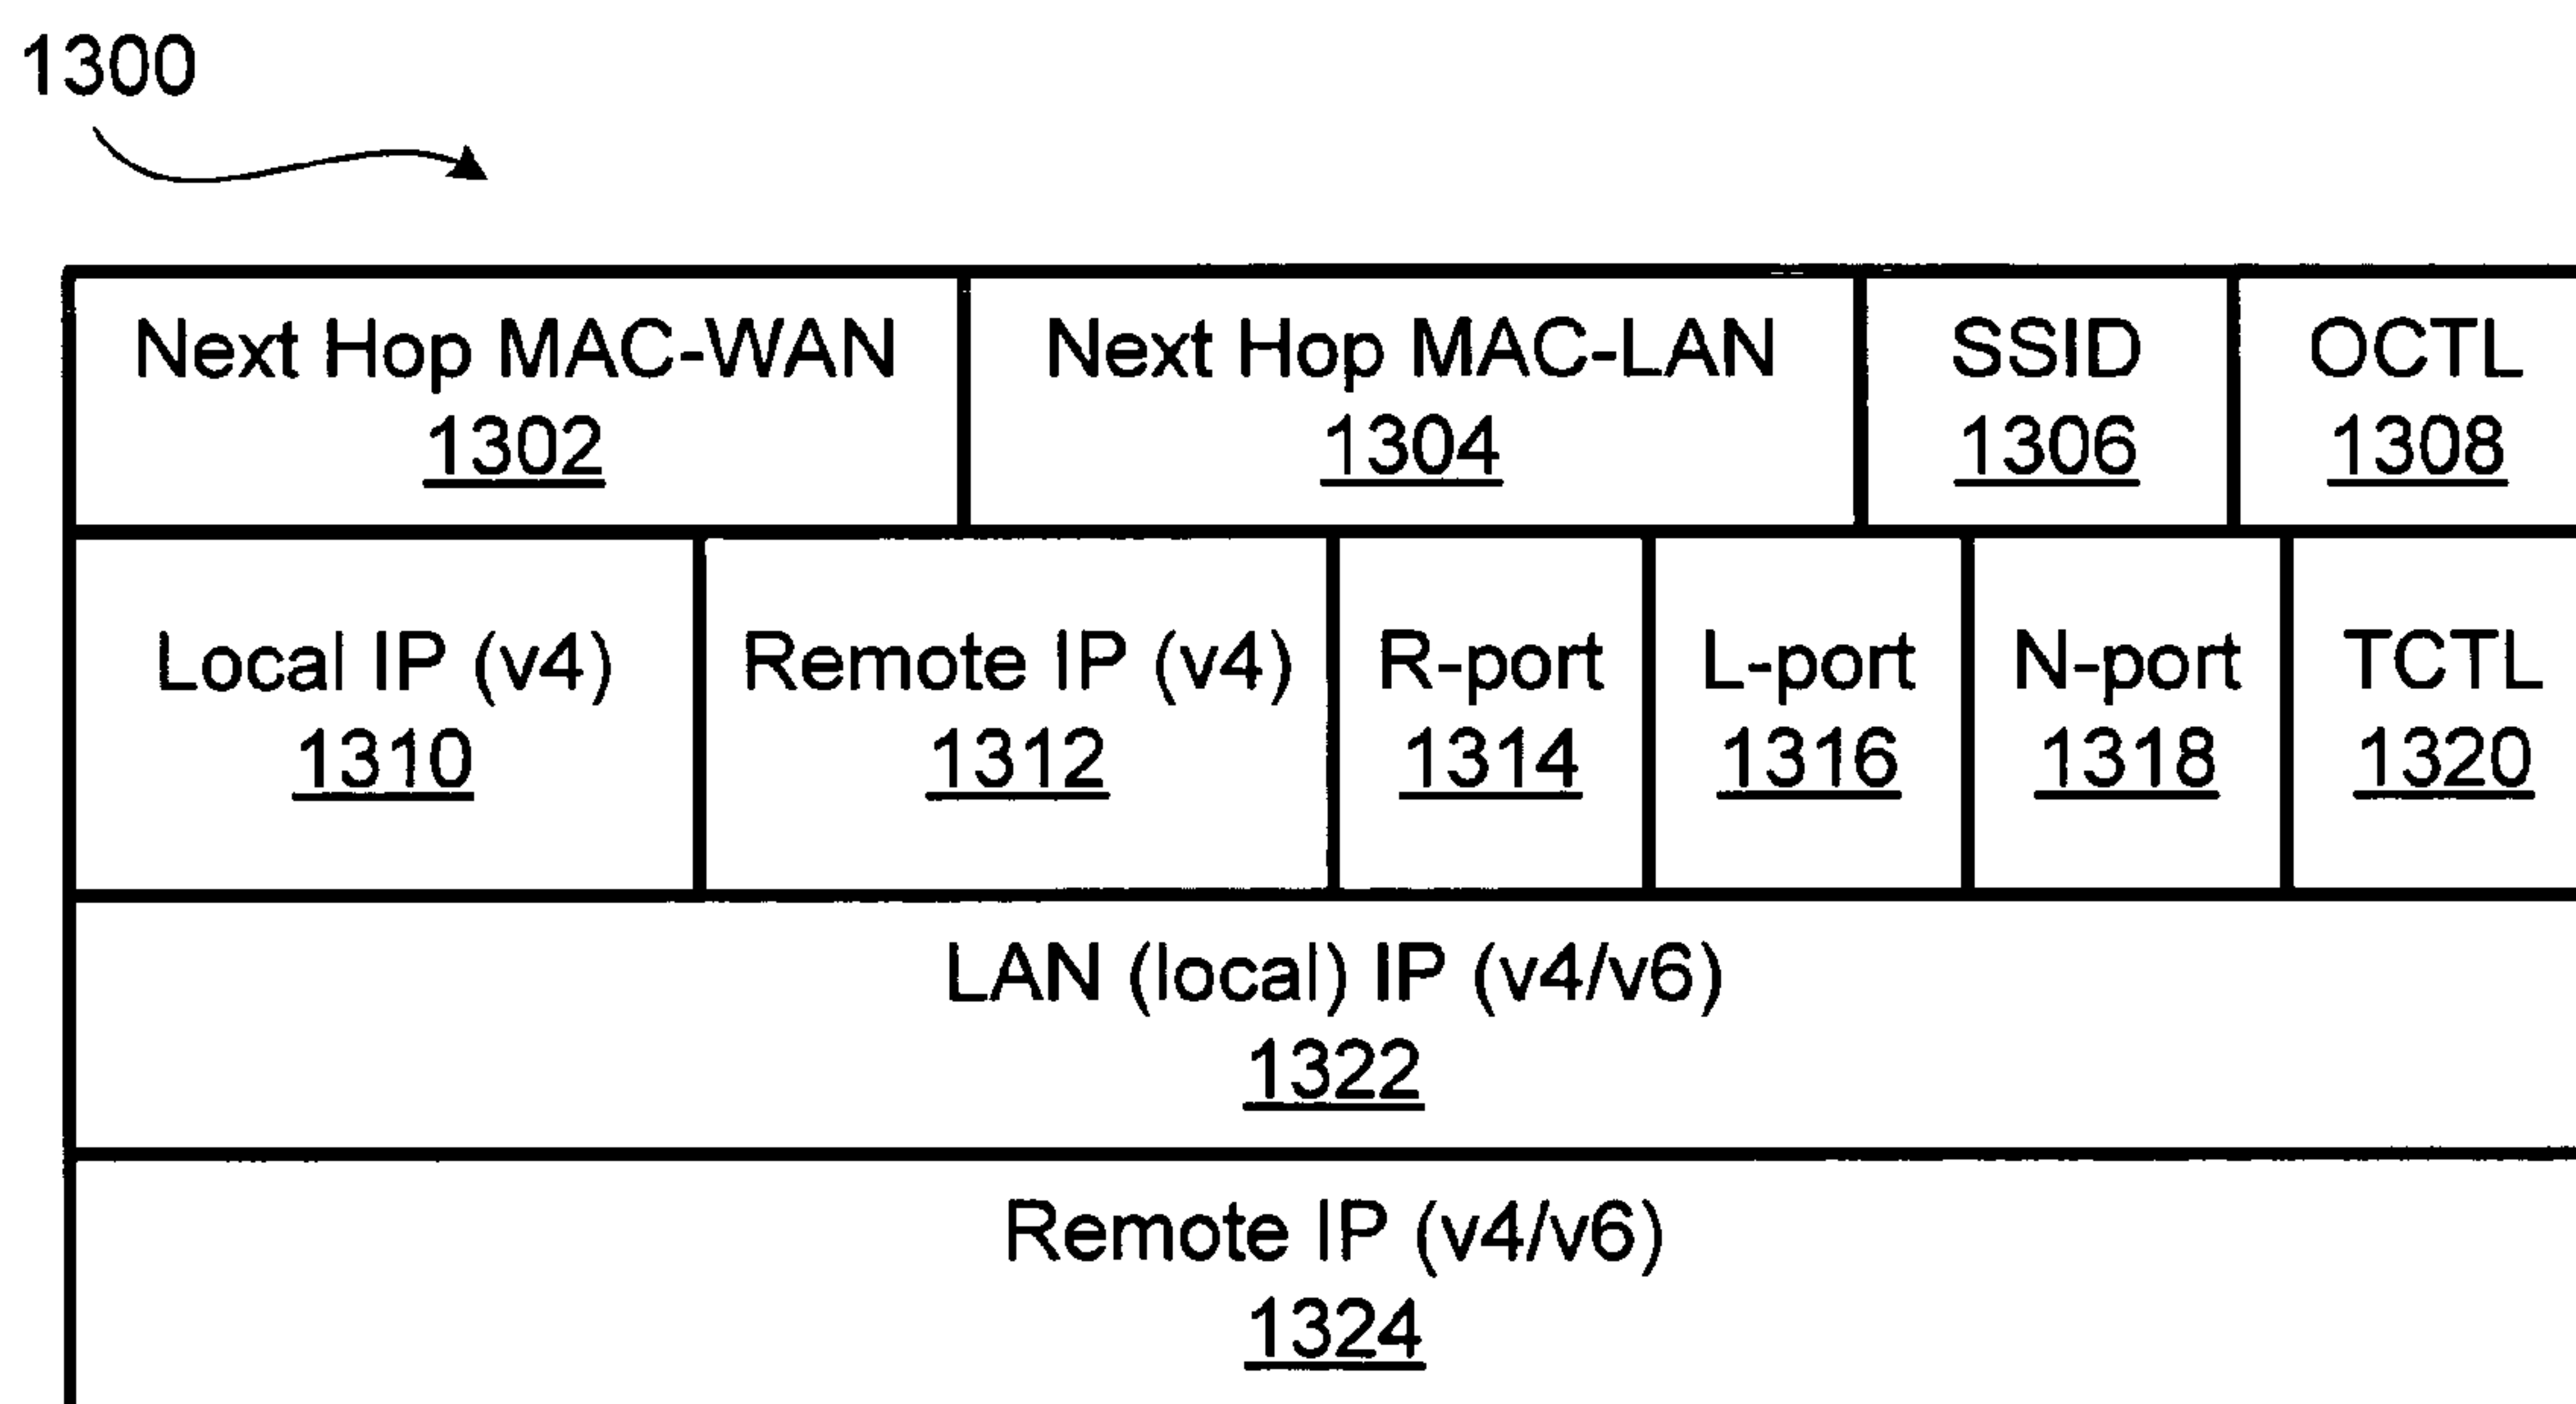 1300
Next Hop MAC-WAN
1302
Next Hop MAC-LAN
1304
SSID
1306
OCTL
1308
Local IP (v4)
1310
Remote IP (v4)
1312
R-port
1314
L-port
1316
N-port
1318
TCTL
1320
LAN (local) IP (v4/v6)
1322
Remote IP (v4/v6)
1324